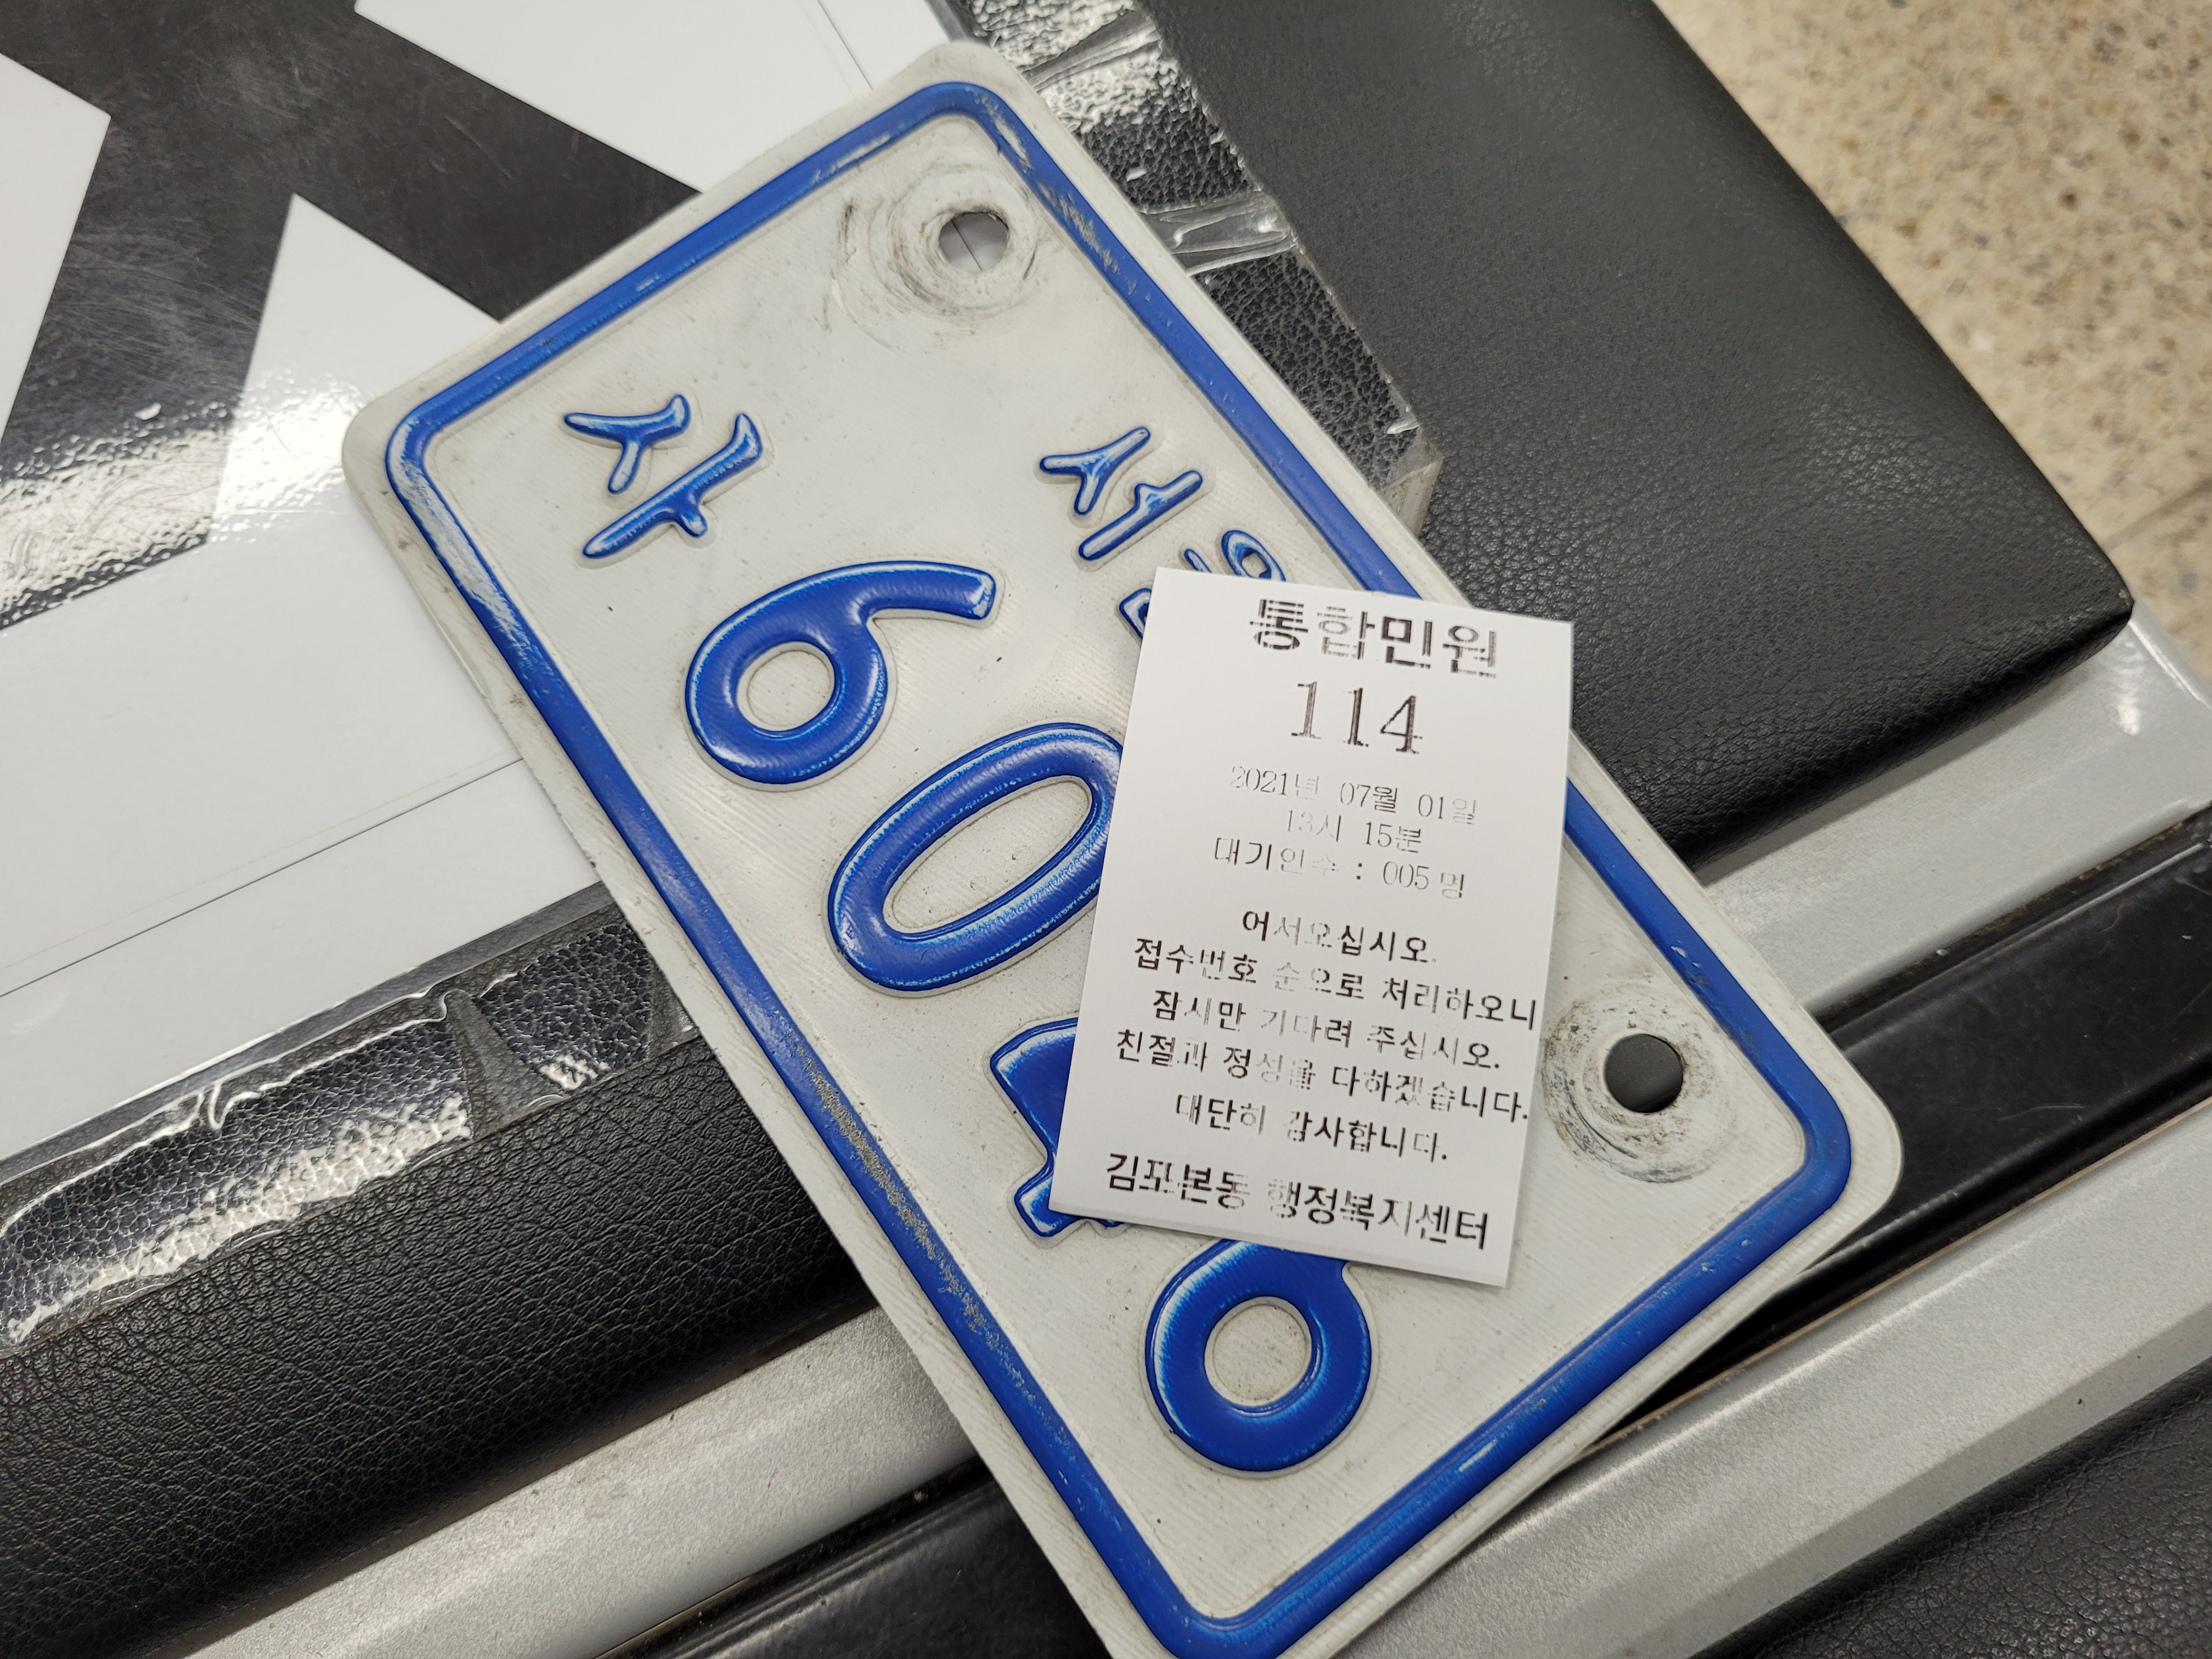 서울
사 60
통합민원
114
2021년 07월 01일
13시 15분
대기인수 : 005명
어서오십시오.
접수번호 순으로 처리하오니
잠시만 기다려 주십시오.
친절과 정성을 다하겠습니다.
대단히 감사합니다.
김포본동 행정복지센터